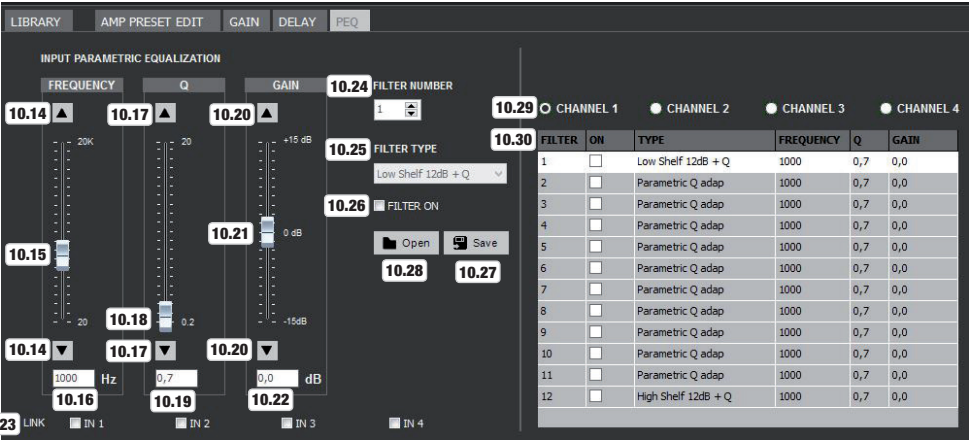 LIBRARY AMP PRESET EDIT GAIN DELAY PEQ
INPUT PARAMETRIC EQUALIZATION
FREQUENCY Q GAIN
10.24 FILTER NUMBER
10.14 10.17 10.20
1
20K 20 +15 dB
10.25 FILTER TYPE
Low Shelf 12dB + Q
10.26 FILTER ON
10.21 0 dB
10.15
Open Save
10.28 10.27
10.18
20 0.2 -15dB
10.14 10.17 10.20
1000 Hz 0,7 0,0 dB
10.16 10.19 10.22
23 LINK IN 1 IN 2 IN 3 IN 4
10.29 CHANNEL 1 CHANNEL 2 CHANNEL 3 CHANNEL 4
10.30 FILTER ON TYPE FREQUENCY Q GAIN
1 Low Shelf 12dB + Q 1000 0,7 0,0
2 Parametric Q adap 1000 0,7 0,0
3 Parametric Q adap 1000 0,7 0,0
4 Parametric Q adap 1000 0,7 0,0
5 Parametric Q adap 1000 0,7 0,0
6 Parametric Q adap 1000 0,7 0,0
7 Parametric Q adap 1000 0,7 0,0
8 Parametric Q adap 1000 0,7 0,0
9 Parametric Q adap 1000 0,7 0,0
10 Parametric Q adap 1000 0,7 0,0
11 Parametric Q adap 1000 0,7 0,0
12 High Shelf 12dB + Q 1000 0,7 0,0